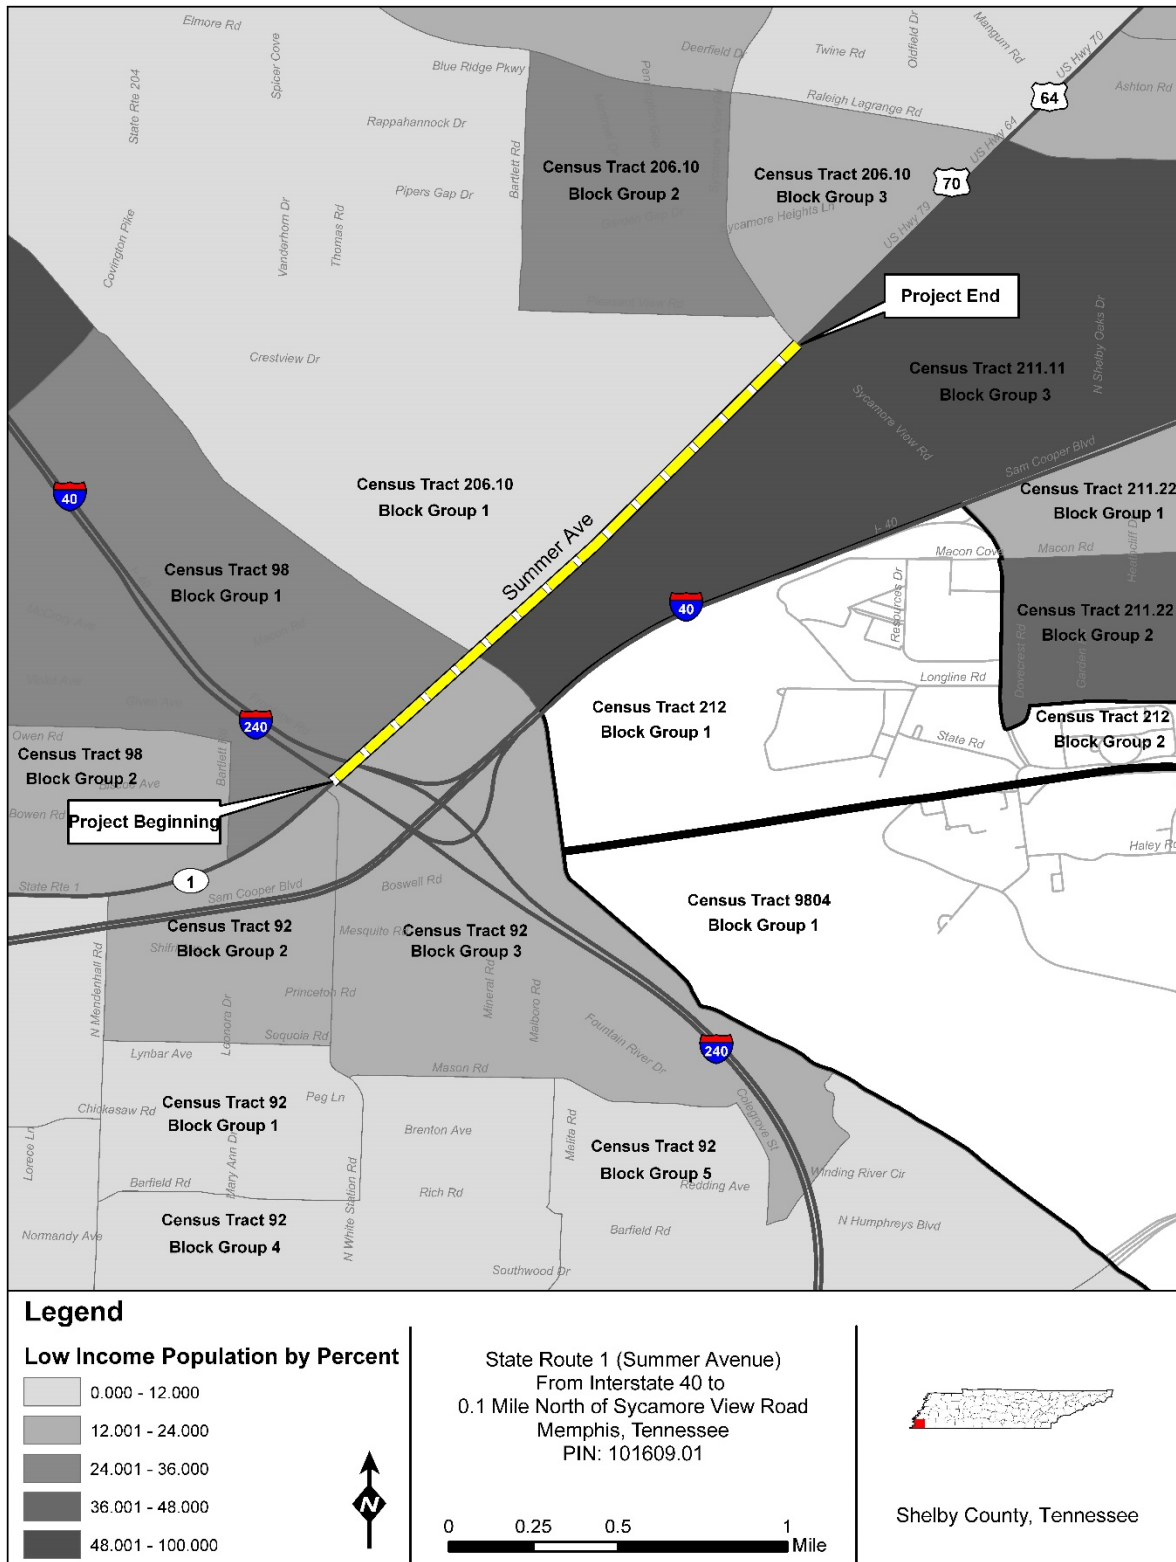 Elmore Rd
Spicer Cove
State Rte 204
Blue Ridge Pkwy
Deerfield Dr
Twine Rd
Oldfield Dr
Mangum Rd
US Hwy 70
64
Ashton Rd
Raleigh Lagrange Rd
US Hwy 64
Rappahannock Dr
Bartlett Rd
Census Tract 206.10
Block Group 2
Census Tract 206.10
Block Group 3
70
Pipers Gap Dr
Sycamore Heights Ln
US Hwy 79
Covington Pike
Vanderhorn Dr
Thomas Rd
Project End
N Shelby Oaks Dr
Crestview Dr
Census Tract 211.11
Block Group 3
Sycamore View Rd
Sam Cooper Blvd
40
Census Tract 206.10
Block Group 1
Census Tract 211.22
Block Group 1
I- 40
Macon Cove
Macon Rd
Summer Ave
Census Tract 98
Block Group 1
40
Resources Dr
Census Tract 211.22
Block Group 2
Dovecrest Rd
Garden
Longline Rd
240
Census Tract 212
Block Group 1
Census Tract 212
Block Group 2
State Rd
Owen Rd
Census Tract 98
Block Group 2
Bowen Rd
Project Beginning
Haley Rd
State Rte 1
1
Sam Cooper Blvd
Boswell Rd
Census Tract 9804
Block Group 1
Census Tract 92
Block Group 2
Mesquite Rd
Census Tract 92
Block Group 3
N Mendenhall Rd
Princeton Rd
Leonora Dr
Mineral Rd
Malboro Rd
Sequoia Rd
Fountain River Dr
240
Lynbar Ave
Mason Rd
Peg Ln
Chickasaw Rd
Census Tract 92
Block Group 1
Colegrove St
Brenton Ave
Melita Rd
Census Tract 92
Block Group 5
Lorece Ln
Mary Ann Dr
Winding River Cir
Barfield Rd
Rich Rd
Redding Ave
N White Station Rd
Census Tract 92
Block Group 4
Normandy Ave
Barfield Rd
N Humphreys Blvd
Southwood Dr
Legend
Low Income Population by Percent
0.000 - 12.000
12.001 - 24.000
24.001 - 36.000
36.001 - 48.000
48.001 - 100.000
N
State Route 1 (Summer Avenue)
From Interstate 40 to
0.1 Mile North of Sycamore View Road
Memphis, Tennessee
PIN: 101609.01
0 0.25 0.5 1
Mile
Shelby County, Tennessee